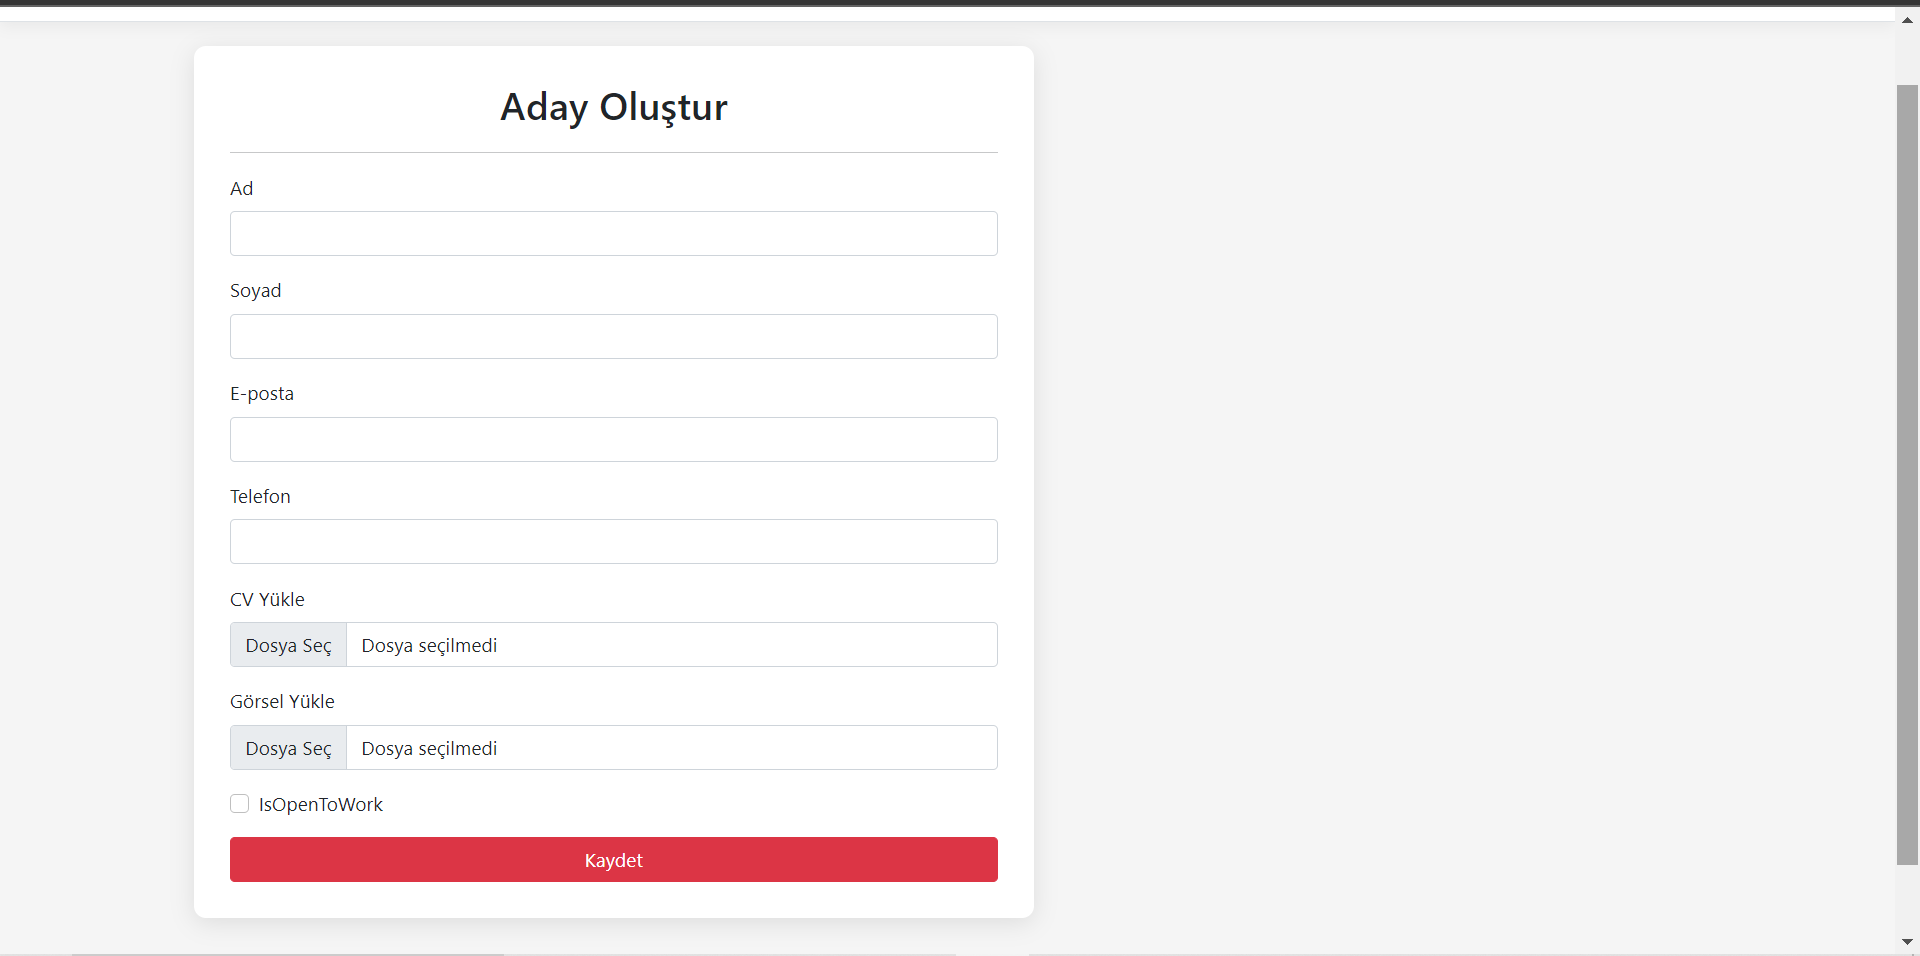 Aday Oluştur
Ad
Soyad
E-posta
Telefon
CV Yükle
Dosya Seç Dosya seçilmedi
Görsel Yükle
Dosya Seç Dosya seçilmedi
IsOpenToWork
Kaydet